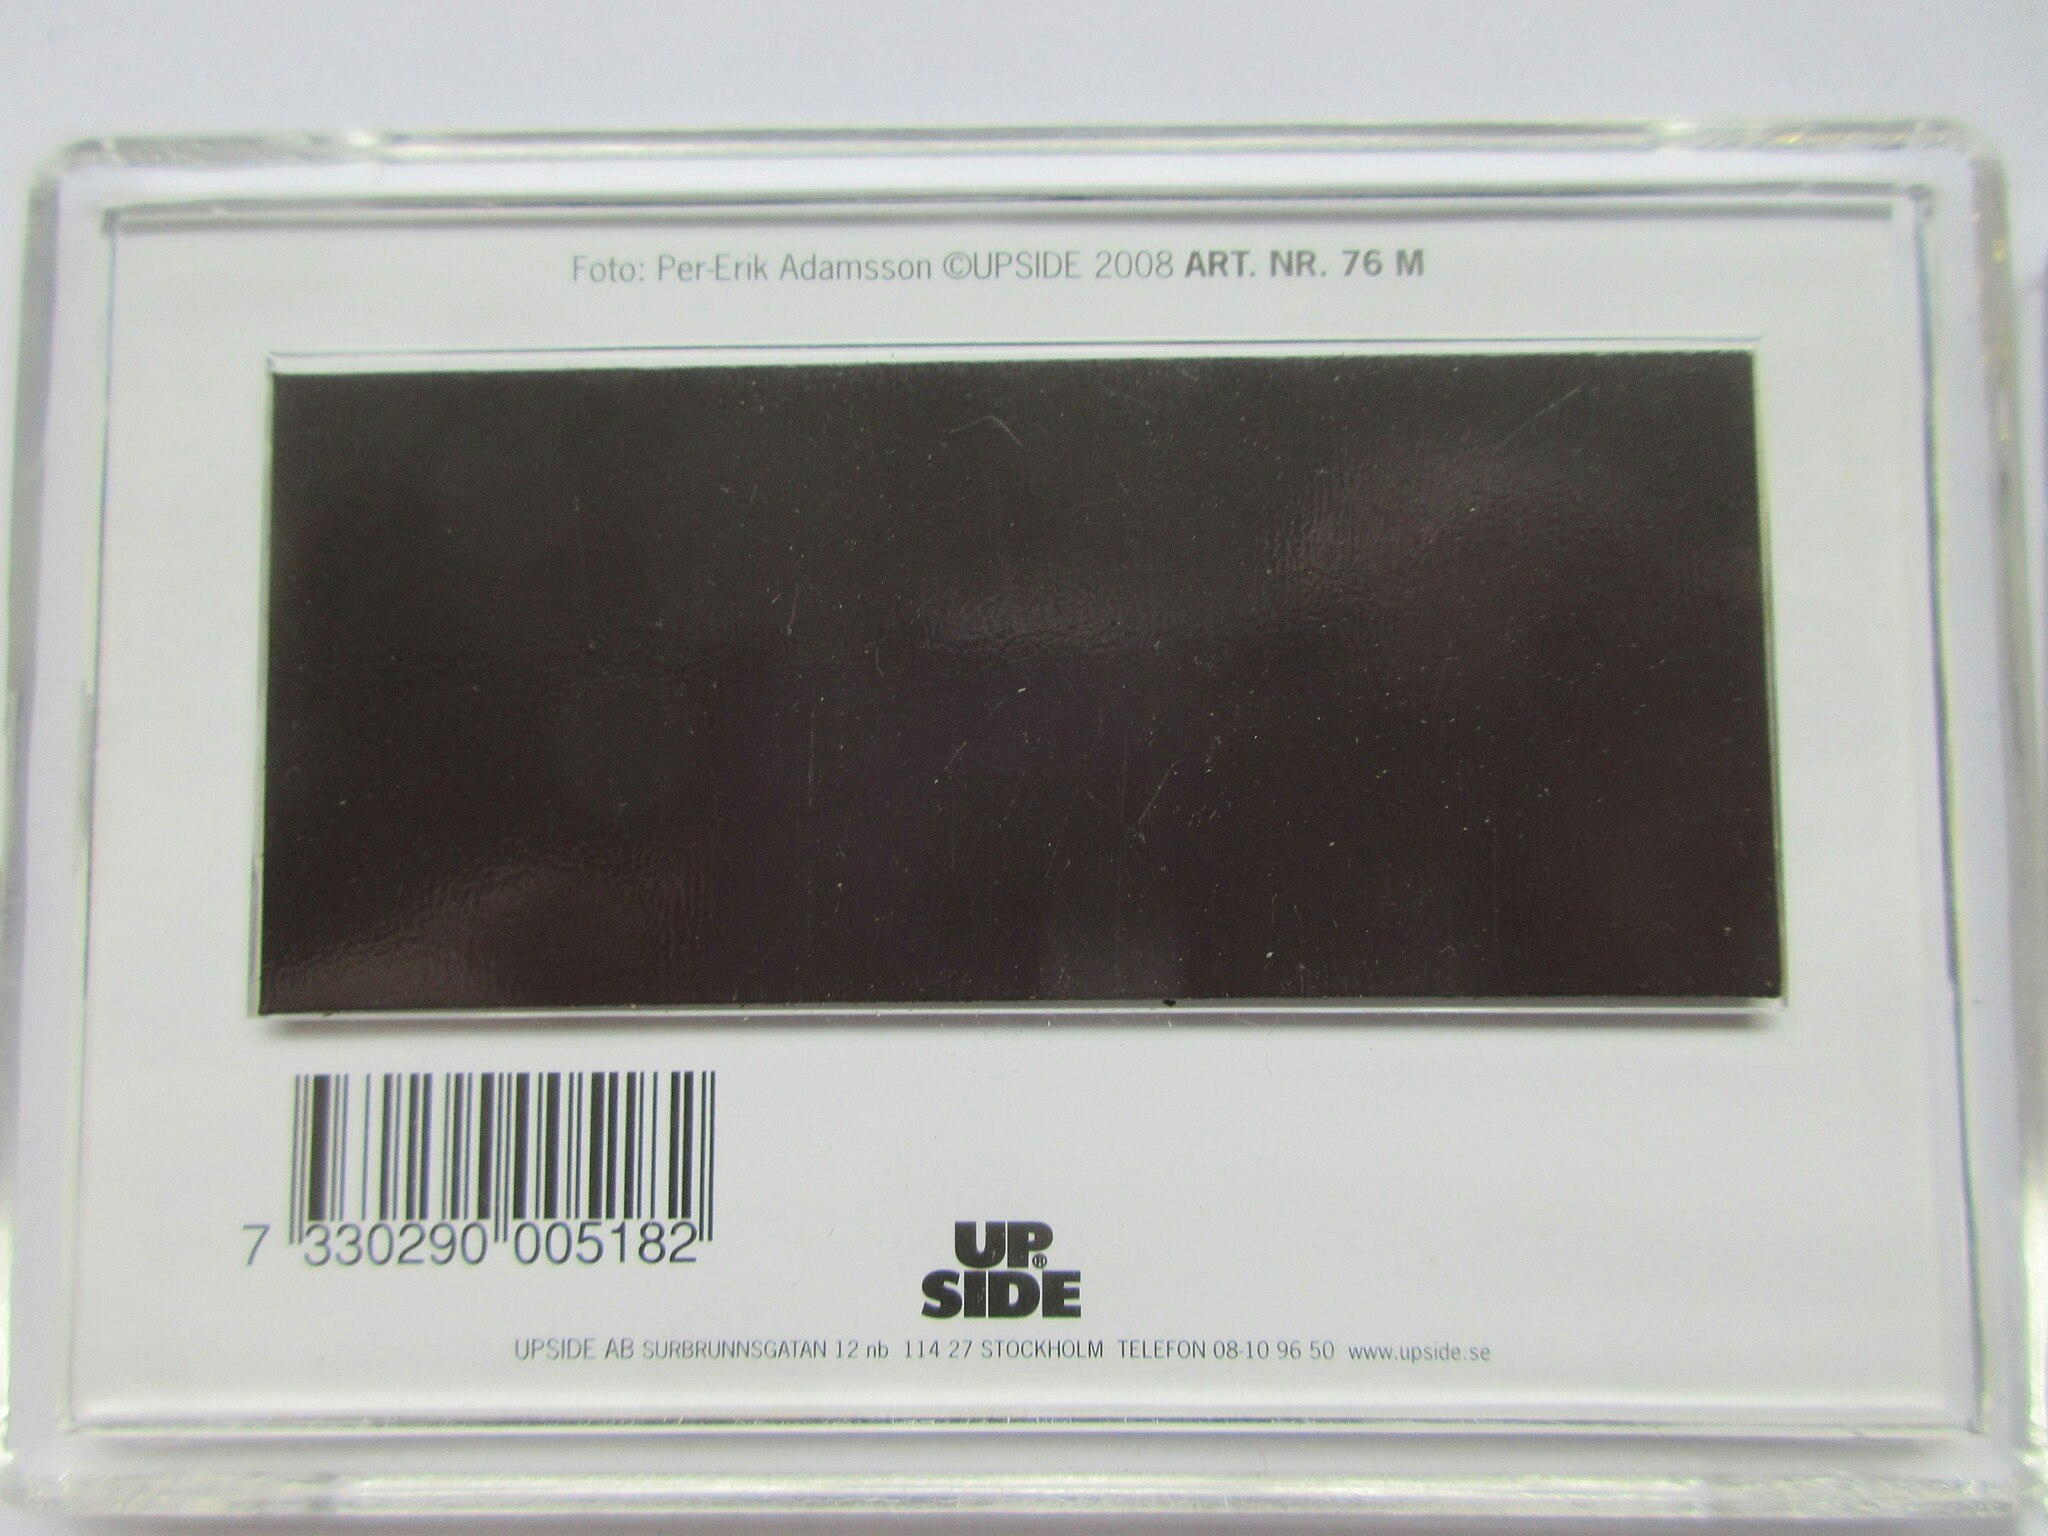 Foto: Per-Erik Adamsson ©UPSIDE 2008 ART. NR. 76 M
7 330290 005182
UP®
SIDE
UPSIDE AB SURBRUNNSGATAN 12 nb 114 27 STOCKHOLM TELEFON 08-10 96 50 www.upside.se